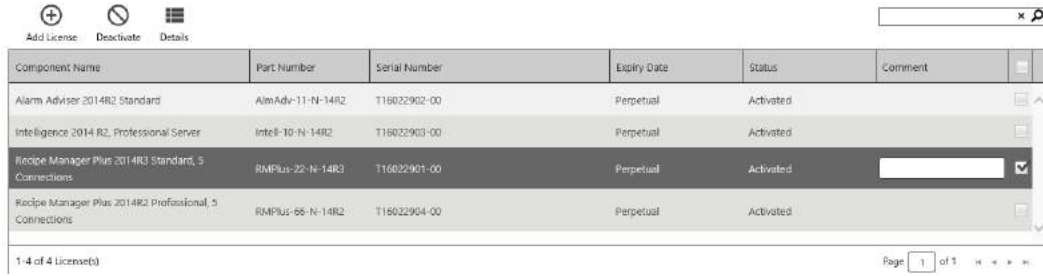 Add License Deactivate Details
Component Name Part Number Serial Number Expiry Date Status Comment
Alarm Adviser 2014R2 Standard AlmAdv-11-N-14R2 T16022902-00 Perpetual Activated
Intelligence 2014 R2, Professional Server Intell-10-N-14R2 T16022903-00 Perpetual Activated
Recipe Manager Plus 2014R3 Standard, 5
Connections RMPlus-22-N-14R3 T16022901-00 Perpetual Activated
Recipe Manager Plus 2014R2 Professional, 5
Connections RMPlus-66-N-14R2 T16022904-00 Perpetual Activated
1-4 of 4 License(s) Page 1 of 1